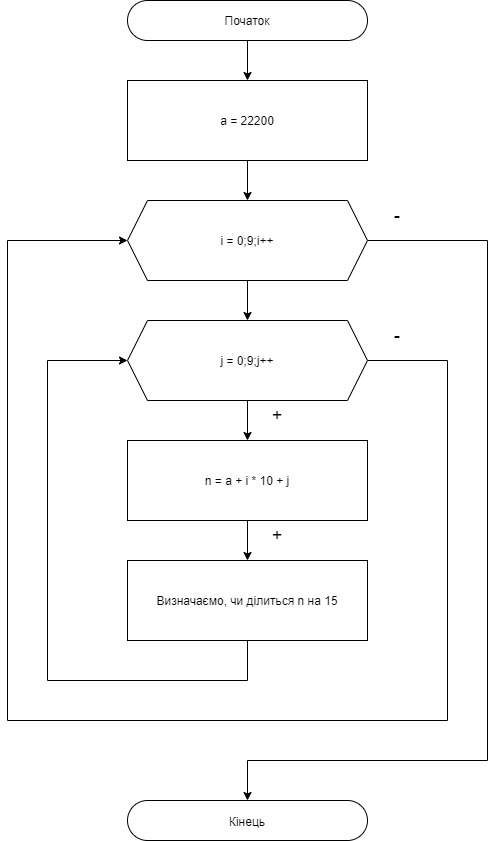 Початок
a = 22200
i = 0;9;i++
-
j = 0;9;j++
-
+
n = a + i * 10 + j
+
Визначаємо, чи ділиться n на 15
Кінець